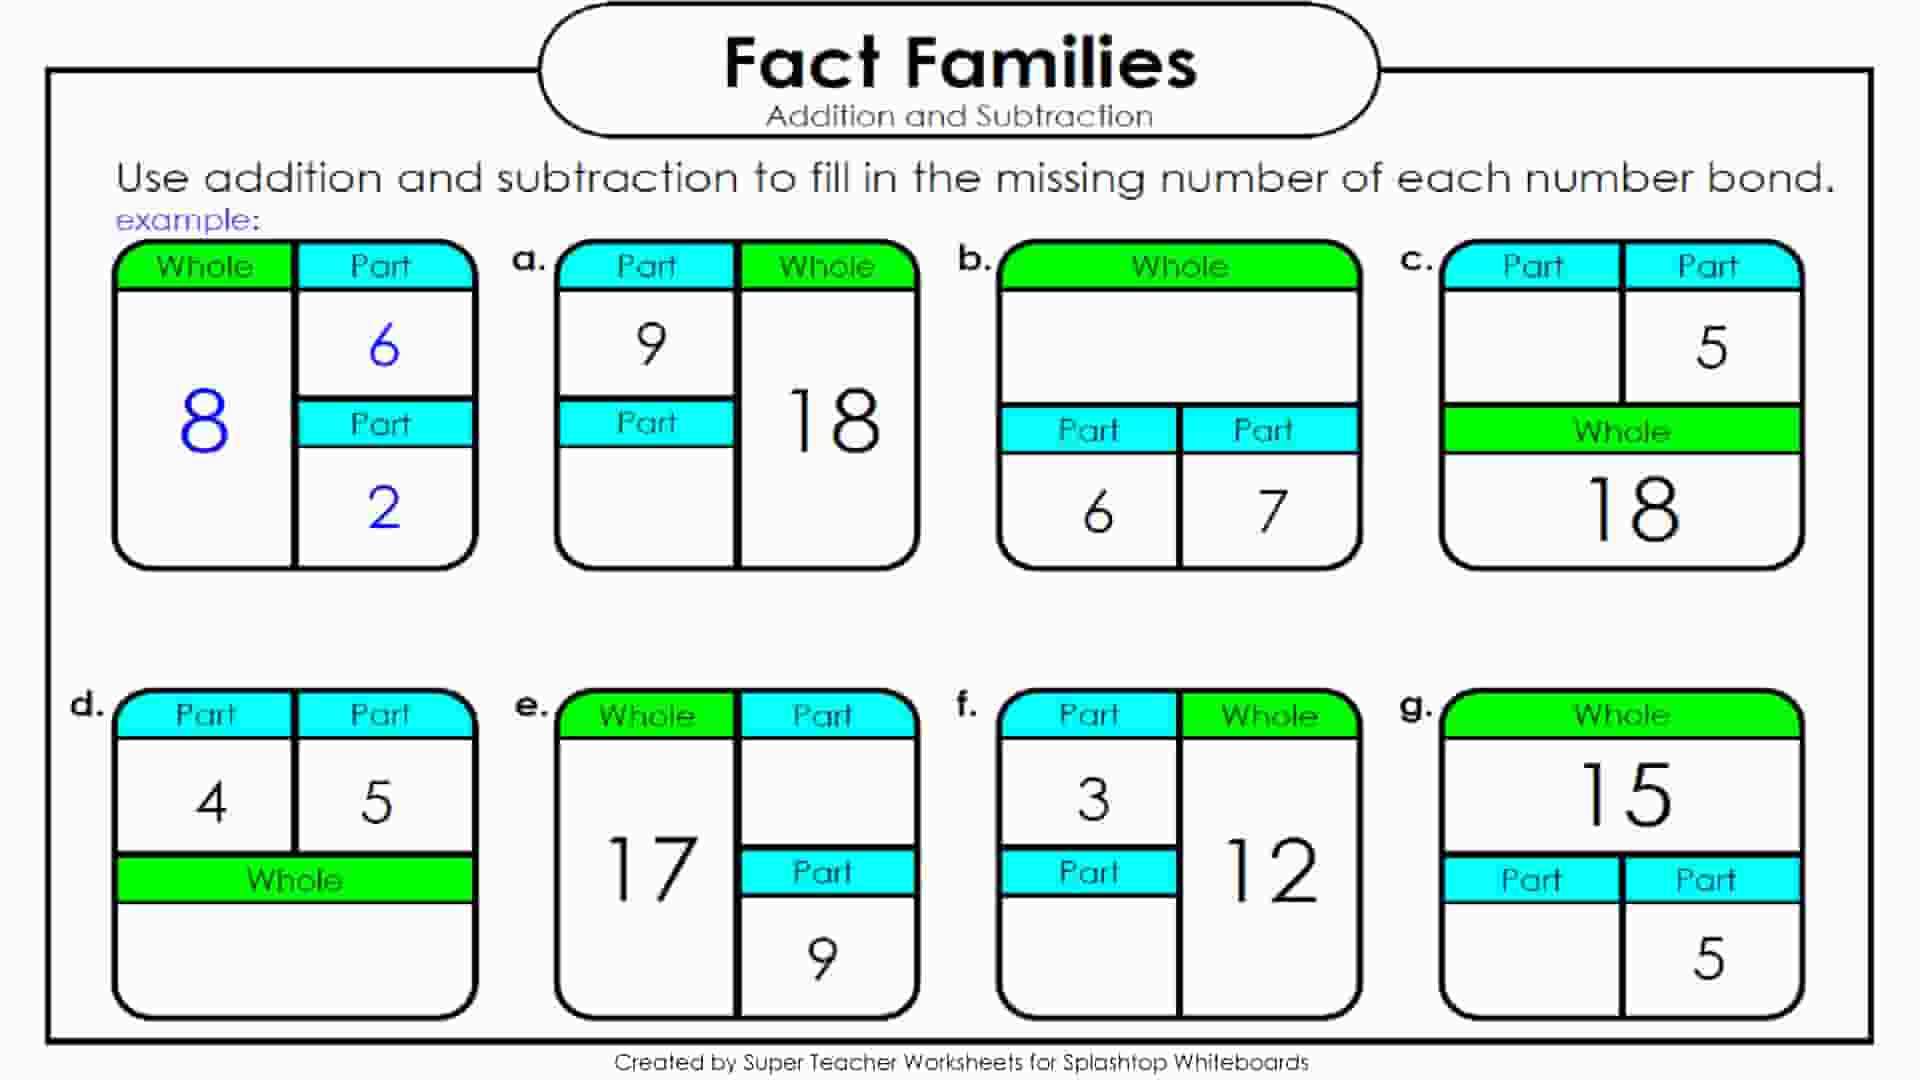 Fact Families
Addition and Subtraction
Use addition and subtraction to fill in the missing number of each number bond.
example:
Whole Part
8
6
Part
2
a.
Part Whole
9
18
Part
b.
Whole
Part Part
6 7
c.
Part Part
5
Whole
18
d.
Part Part
4 5
Whole
e.
Whole Part
17
Part
9
f.
Part Whole
3
12
Part
g.
Whole
15
Part Part
5
Created by Super Teacher Worksheets for Splashtop Whiteboards